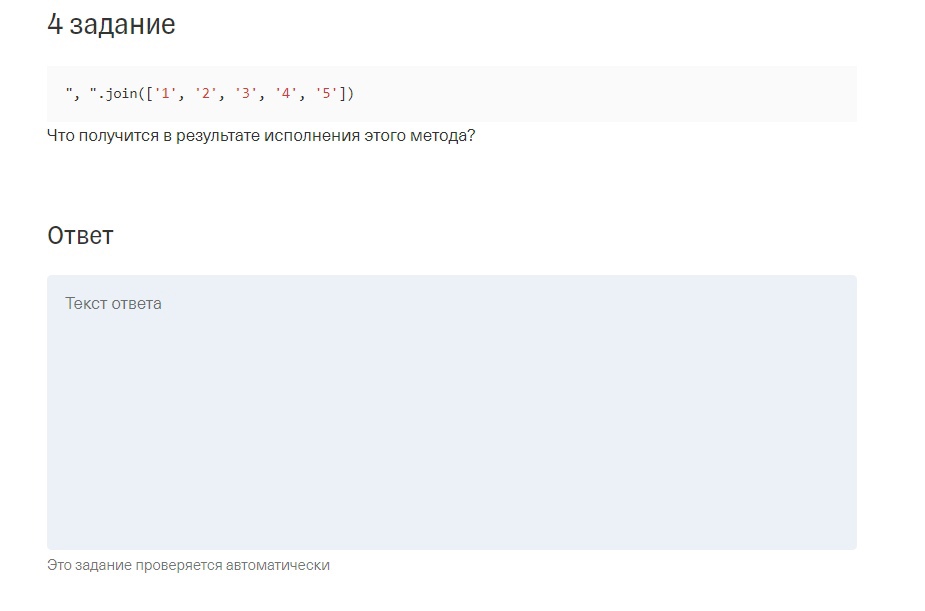 4 задание
", ".join(['1', '2', '3', '4', '5'])
Что получится в результате исполнения этого метода?
Ответ
Текст ответа
Это задание проверяется автоматически